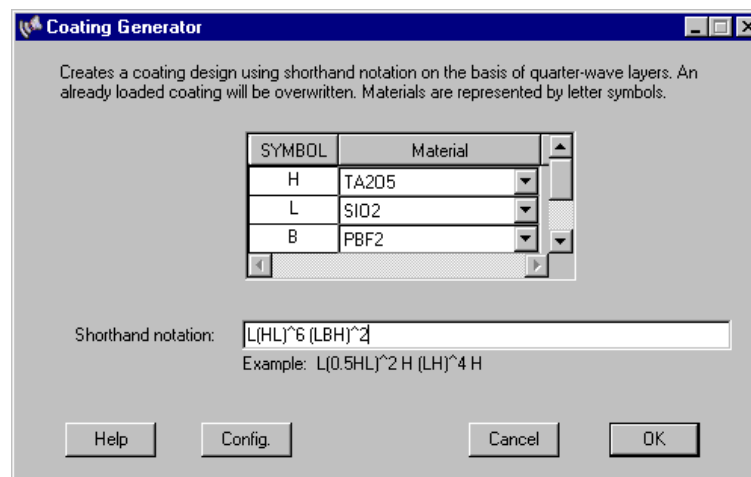 Coating Generator
Creates a coating design using shorthand notation on the basis of quarter-wave layers. An
already loaded coating will be overwritten. Materials are represented by letter symbols.
SYMBOL Material
H TA2O5
L SIO2
B PBF2
Shorthand notation: L(HL)^6 (LBH)^2
Example: L(0.5HL)^2 H (LH)^4 H
Help Config. Cancel OK